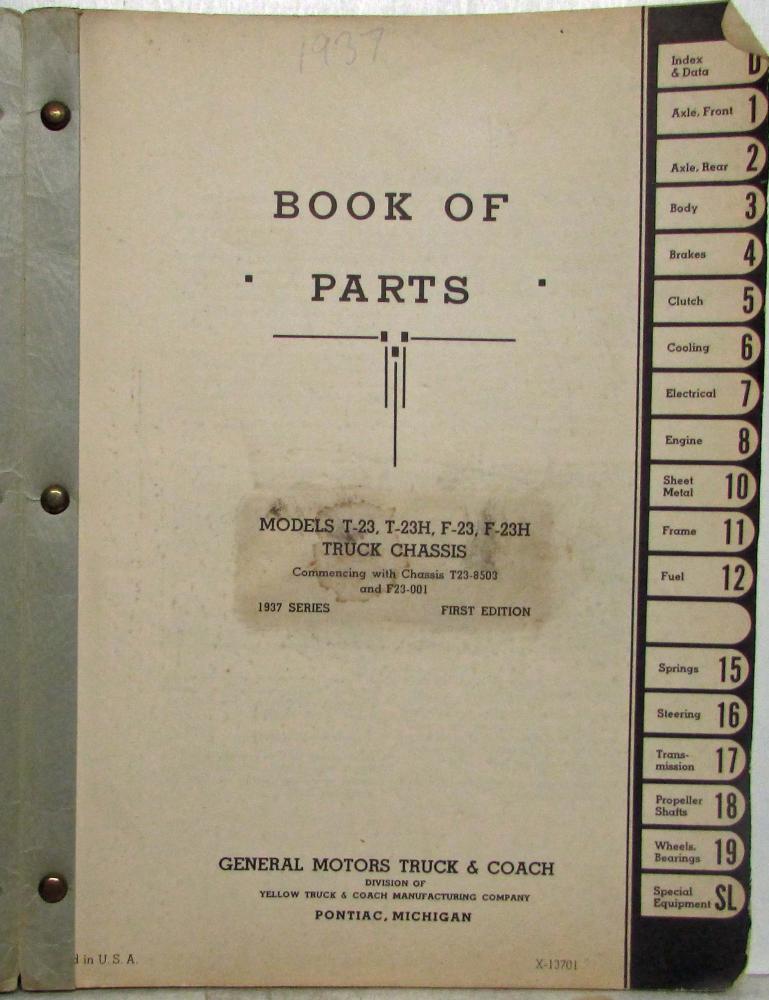 1937
BOOK OF
PARTS
MODELS T-23, T-23H, F-23, F-23H
TRUCK CHASSIS
Commencing with Chassis T23-8503
and F23-001
1937 SERIES FIRST EDITION
GENERAL MOTORS TRUCK & COACH
DIVISION OF
YELLOW TRUCK & COACH MANUFACTURING COMPANY
PONTIAC, MICHIGAN
in U. S. A.
X-13701
Index
& Data
Axle, Front 1
Axle, Rear 2
Body 3
Brakes 4
Clutch 5
Cooling 6
Electrical 7
Engine 8
Sheet
Metal 10
Frame 11
Fuel 12
Springs 15
Steering 16
Trans-
mission 17
Propeller
Shafts 18
Wheels,
Bearings 19
Special
Equipment SL